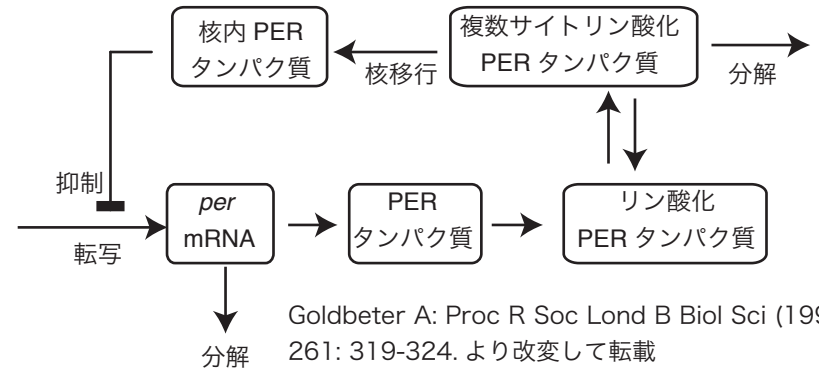 核内 PER
タンパク質
核移行
複数サイトリン酸化
PER タンパク質
分解
抑制
転写
per
mRNA
PER
タンパク質
リン酸化
PER タンパク質
分解
Goldbeter A: Proc R Soc Lond B Biol Sci (199
261: 319-324. より改変して転載